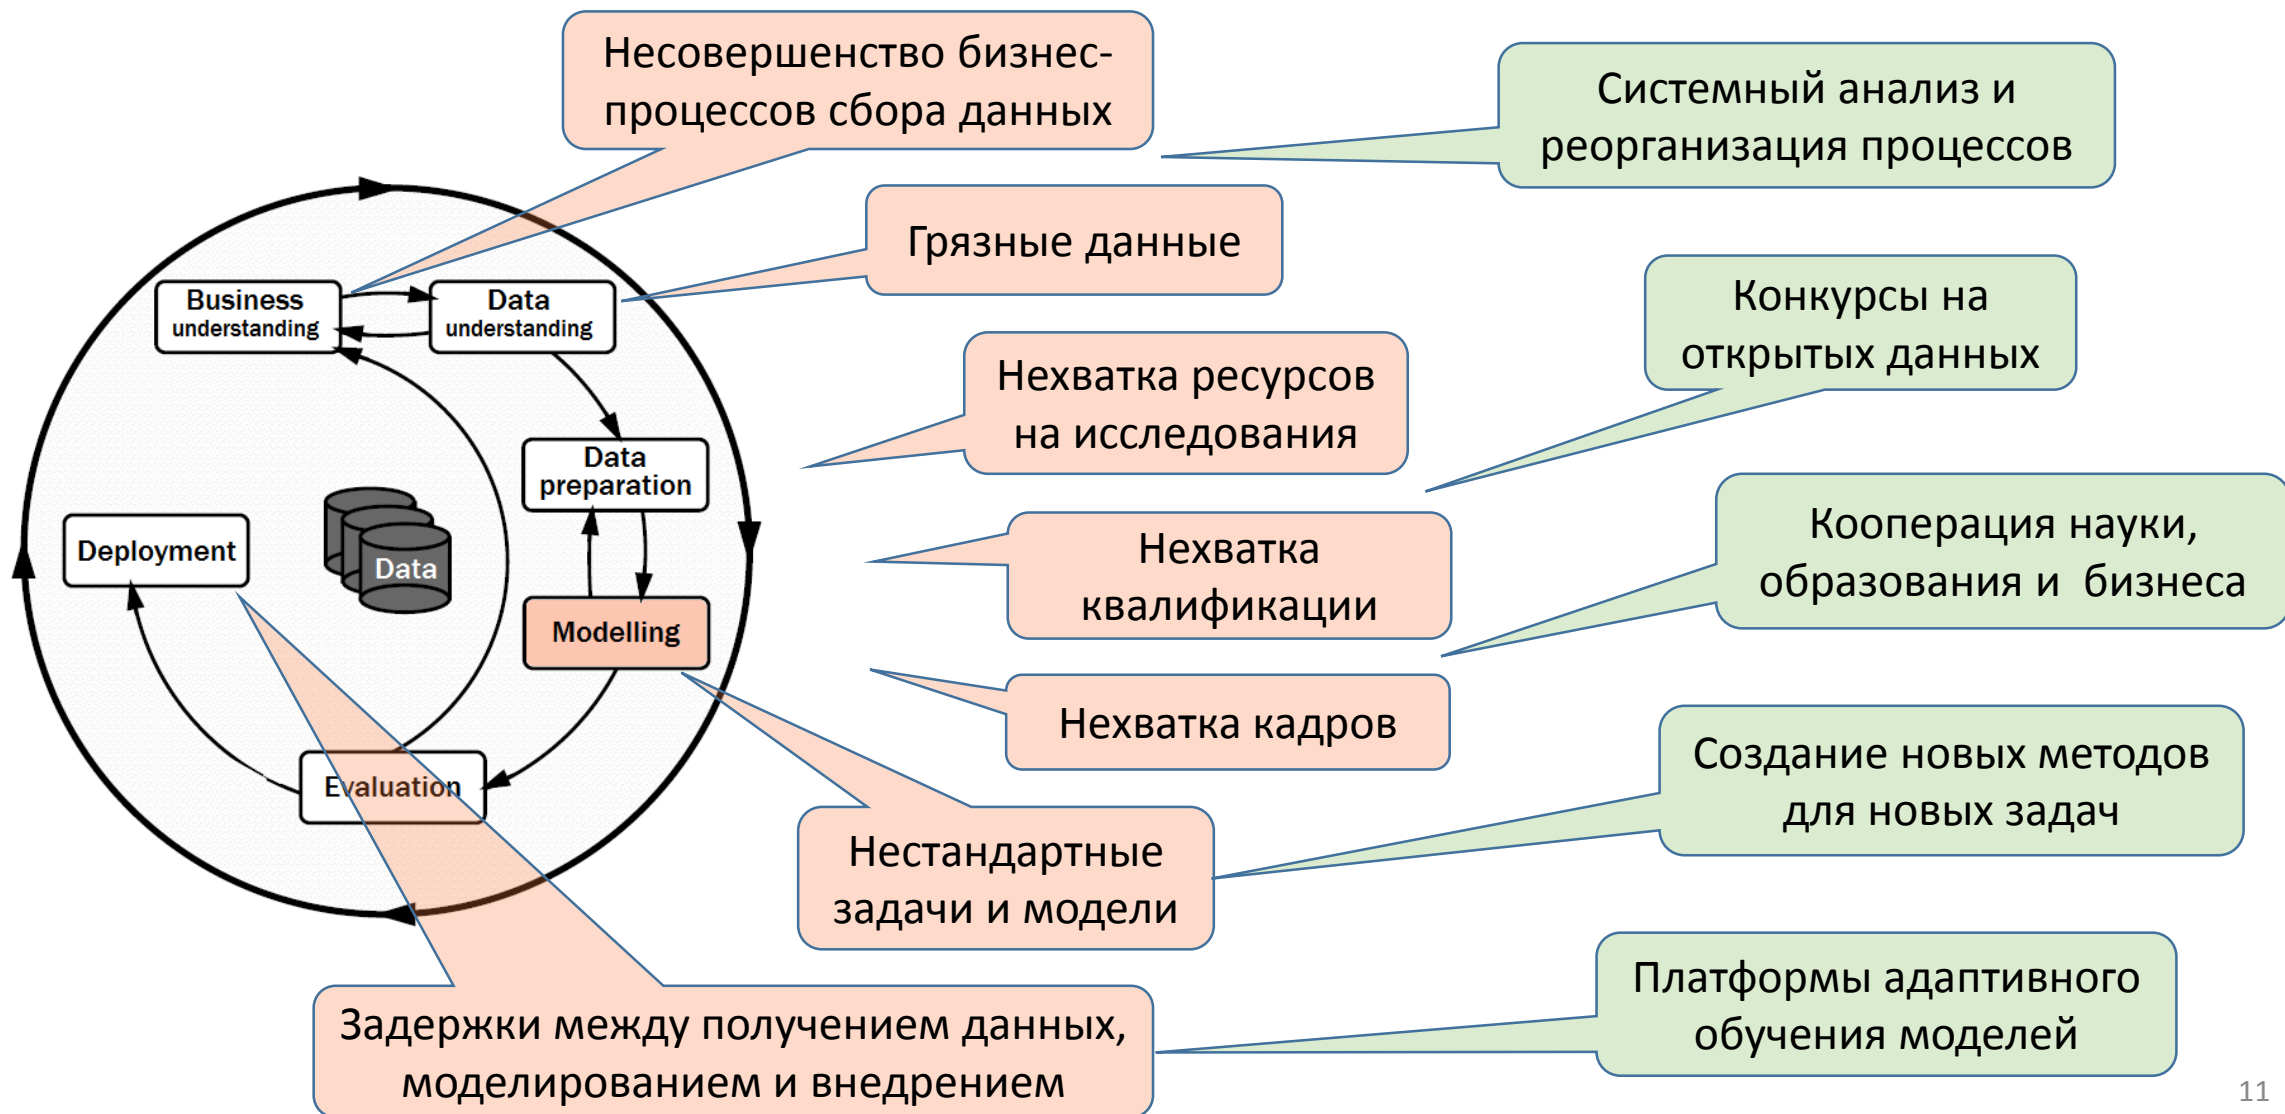 Несовершенство бизнес-
процессов сбора данных
Системный анализ и
реорганизация процессов
Грязные данные
Business
understanding
Data
understanding
Конкурсы на
открытых данных
Нехватка ресурсов
на исследования
Data
preparation
Кооперация науки,
образования и бизнеса
Deployment
Data
Нехватка
квалификации
Modelling
Нехватка кадров
Evaluation
Создание новых методов
для новых задач
Нестандартные
задачи и модели
Платформы адаптивного
обучения моделей
Задержки между получением данных,
моделированием и внедрением
11